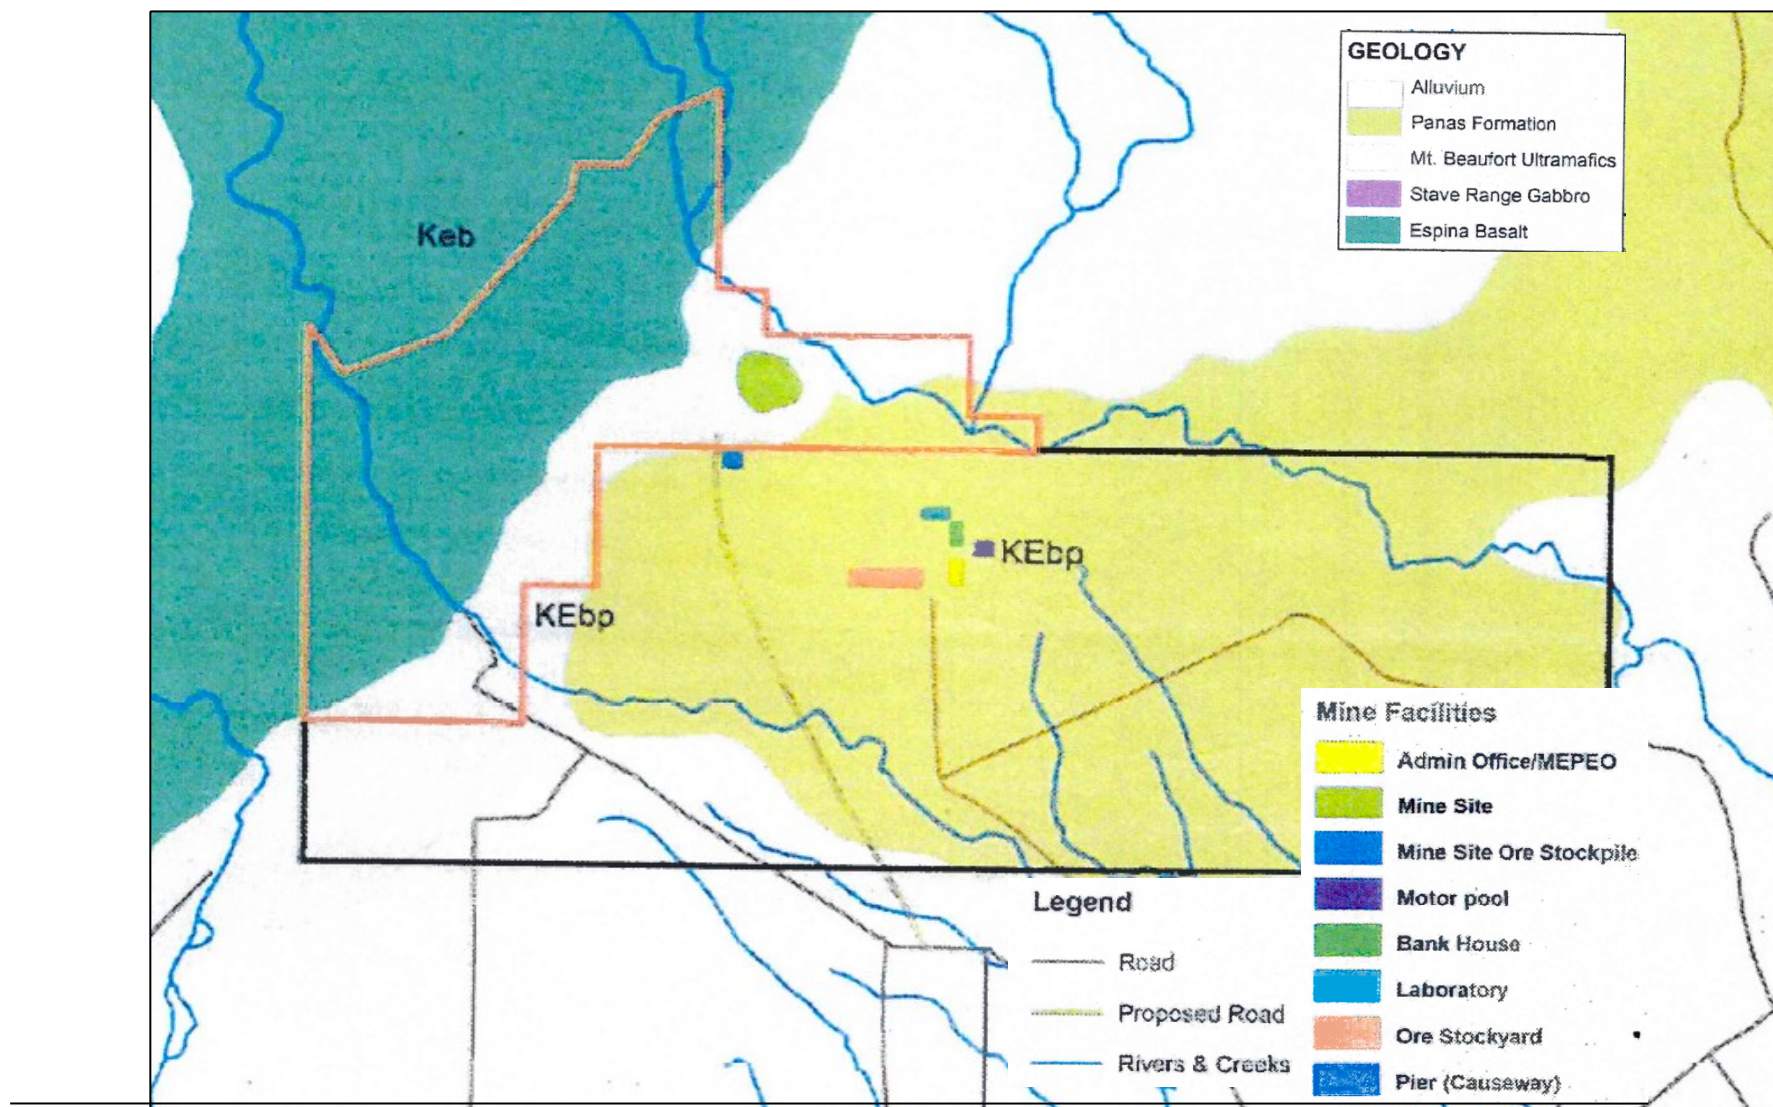 GEOLOGY
Alluvium
Panas Formation
Mt. Beaufort Ultramafics
Stave Range Gabbro
Espina Basalt
Keb
KEbp
KEbp
Mine Facilities
Admin Office/MEPEO
Mine Site
Mine Site Ore Stockpile
Motor pool
Bank House
Laboratory
Ore Stockyard
Pier (Causeway)
Legend
Road
Proposed Road
Rivers & Creeks